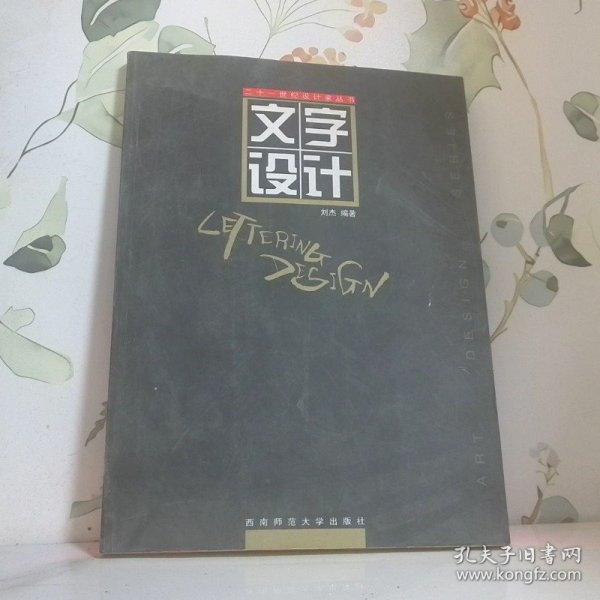 二十一世纪设计家丛书
文字
设计
刘杰 编著
LETTERING
DESIGN
ART DESIGN SERIES
西南师范大学出版社
孔夫子旧书网
www.kongfz.com